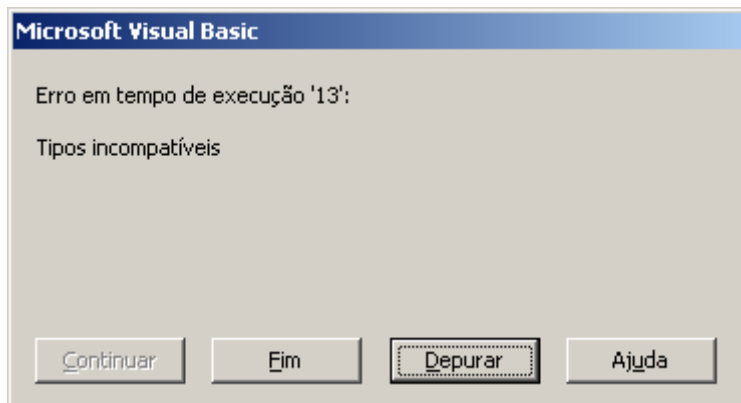 Microsoft Visual Basic
Erro em tempo de execução '13':
Tipos incompatíveis
Continuar Fim Depurar Ajuda